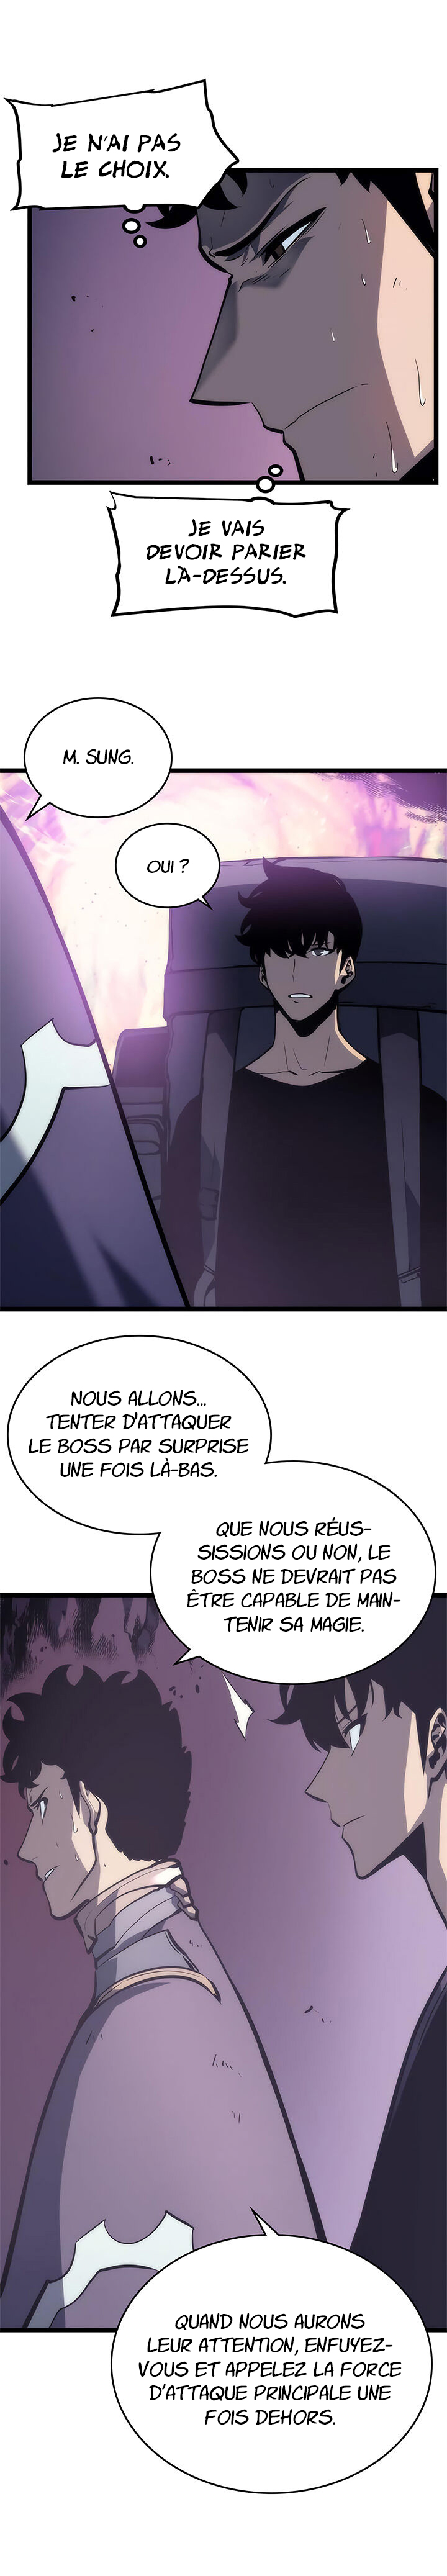 JE N'AI PAS
LE CHOIX.
JE VAIS
DEVOIR PARIER
LÀ-DESSUS.
M. SUNG.
OUI ?
NOUS ALLONS...
TENTER D'ATTAQUER
LE BOSS PAR SURPRISE
UNE FOIS LÀ-BAS.
QUE NOUS RÉUS-
SISSIONS OU NON, LE
BOSS NE DEVRAIT PAS
ÊTRE CAPABLE DE MAIN-
TENIR SA MAGIE.
QUAND NOUS AURONS
LEUR ATTENTION, ENFUYEZ-
VOUS ET APPELEZ LA FORCE
D'ATTAQUE PRINCIPALE UNE
FOIS DEHORS.